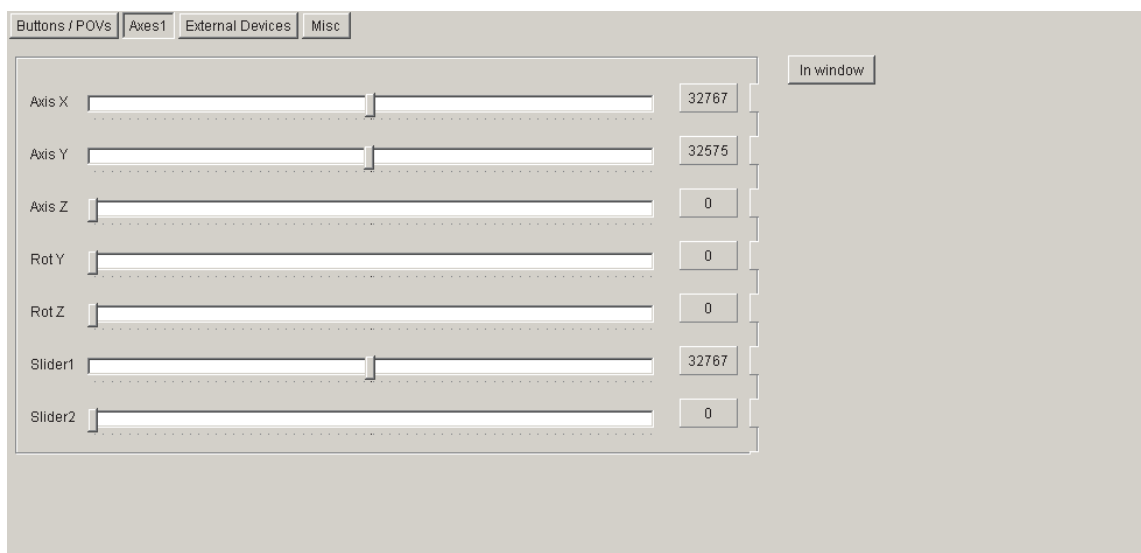 Buttons / POVs Axes1 External Devices Misc
In window
Axis X 32767
Axis Y 32575
Axis Z 0
Rot Y 0
Rot Z 0
Slider1 32767
Slider2 0